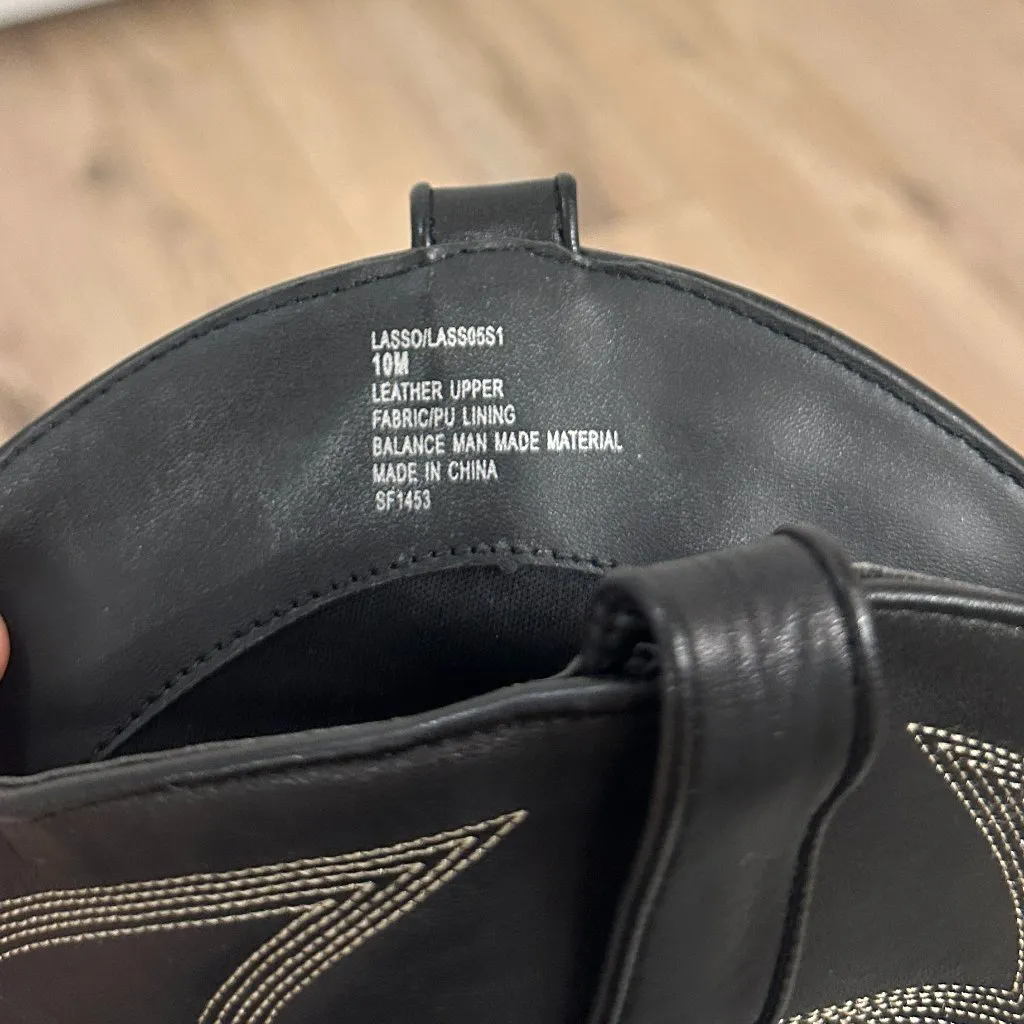 LASSO/LASS05S1
10M
LEATHER UPPER
FABRIC/PU LINING
BALANCE MAN MADE MATERIAL
MADE IN CHINA
SF1453